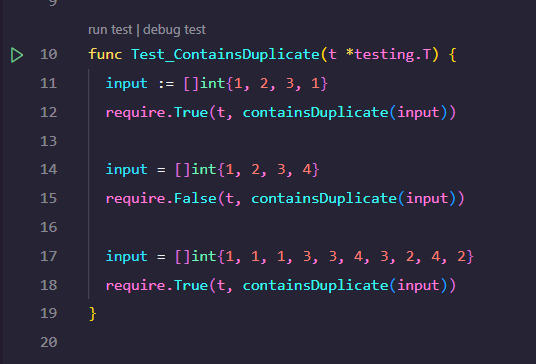 9
run test | debug test
10 func Test_ContainsDuplicate(t *testing.T) {
11   input := []int{1, 2, 3, 1}
12   require.True(t, containsDuplicate(input))
13
14   input = []int{1, 2, 3, 4}
15   require.False(t, containsDuplicate(input))
16
17   input = []int{1, 1, 1, 3, 3, 4, 3, 2, 4, 2}
18   require.True(t, containsDuplicate(input))
19 }
20